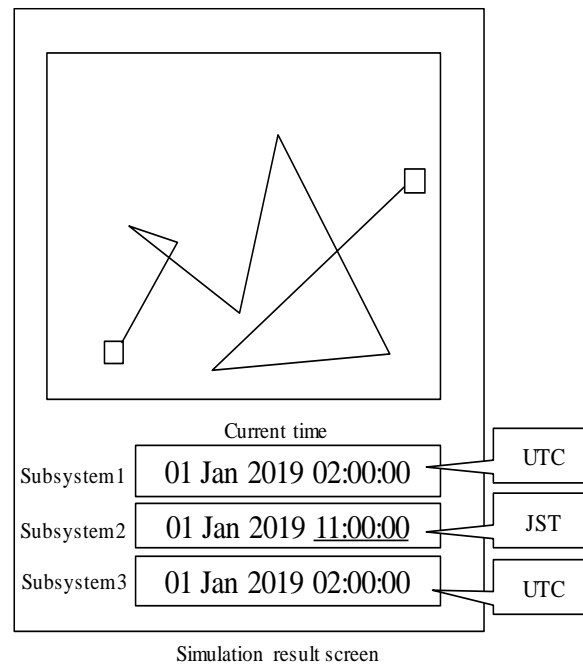 Current time
Subsystem1 01 Jan 2019 02:00:00 UTC
Subsystem2 01 Jan 2019 11:00:00 JST
Subsystem3 01 Jan 2019 02:00:00 UTC
Simulation result screen